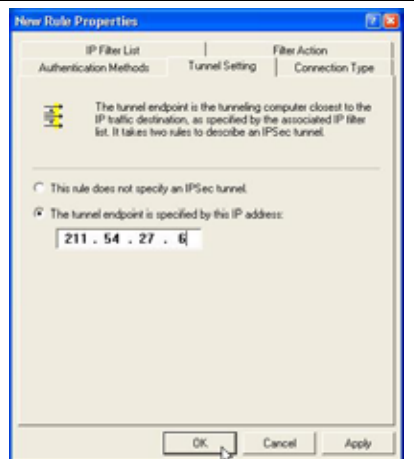 New Rule Properties
IP Filter List
Filter Action
Authentication Methods
Tunnel Setting
Connection Type
The tunnel endpoint is the tunneling computer closest to the
IP traffic destination, as specified by the associated IP filter
list. It takes two rules to describe an IPSec tunnel.
This rule does not specify an IPSec tunnel.
The tunnel endpoint is specified by this IP address:
211 . 54 . 27 . 6
OK
Cancel
Apply